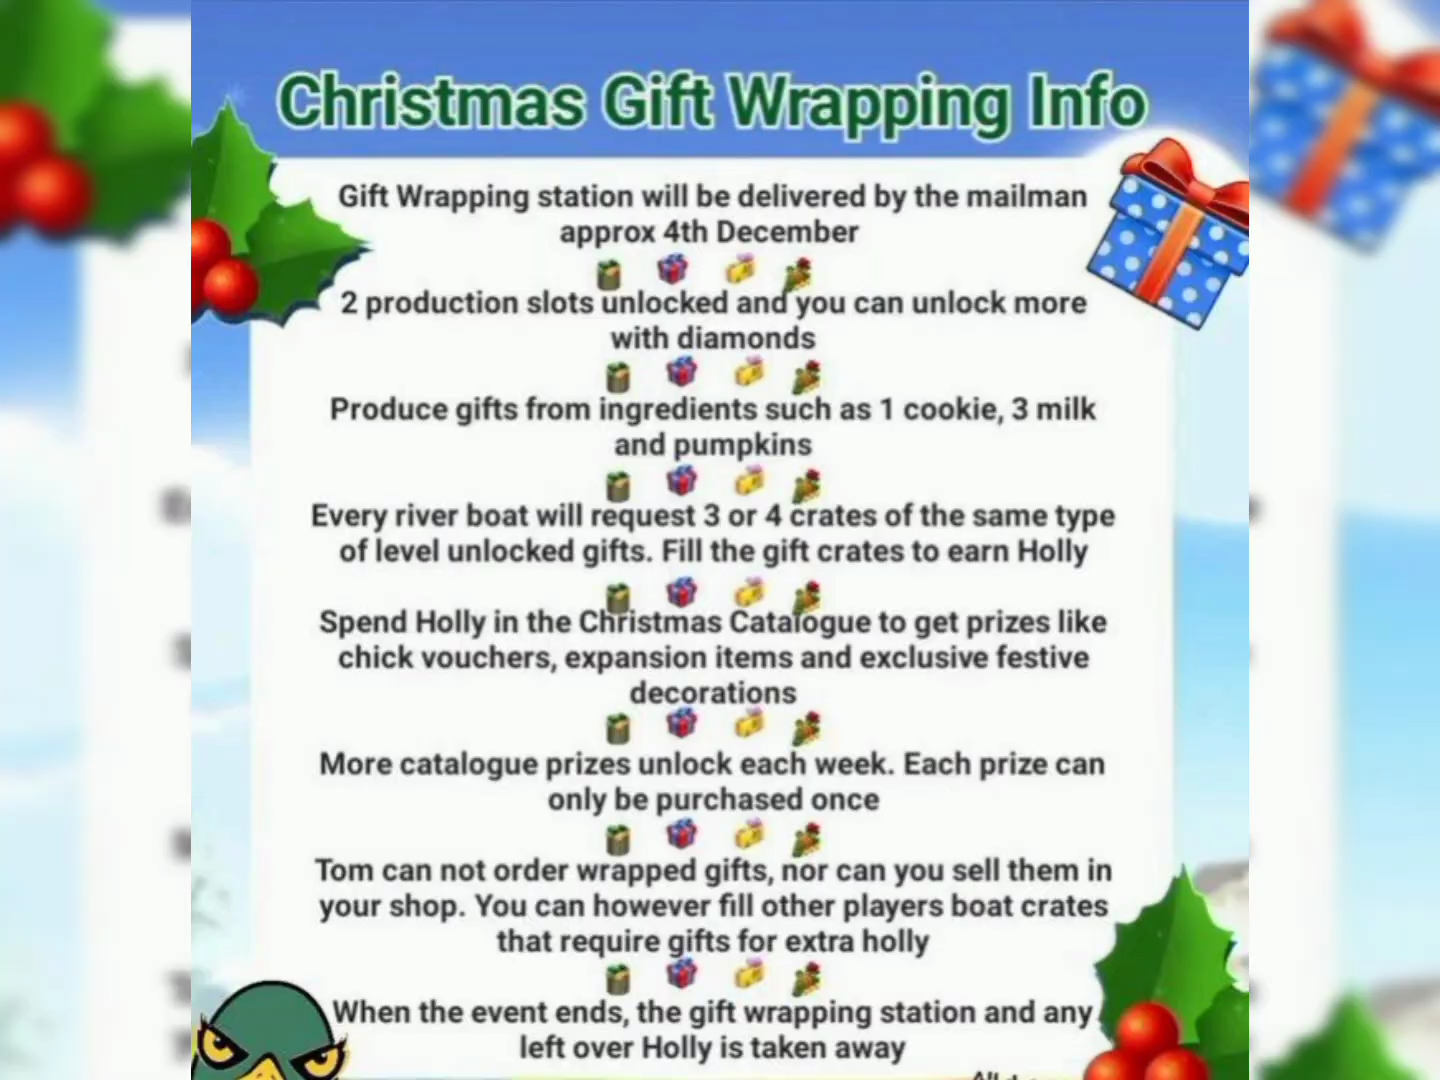 Christmas Gift Wrapping Info
Gift Wrapping station will be delivered by the mailman
approx 4th December
2 production slots unlocked and you can unlock more
with diamonds
Produce gifts from ingredients such as 1 cookie, 3 milk
and pumpkins
Every river boat will request 3 or 4 crates of the same type
of level unlocked gifts. Fill the gift crates to earn Holly
Spend Holly in the Christmas Catalogue to get prizes like
chick vouchers, expansion items and exclusive festive
decorations
More catalogue prizes unlock each week. Each prize can
only be purchased once
Tom can not order wrapped gifts, nor can you sell them in
your shop. You can however fill other players boat crates
that require gifts for extra holly
When the event ends, the gift wrapping station and any
left over Holly is taken away